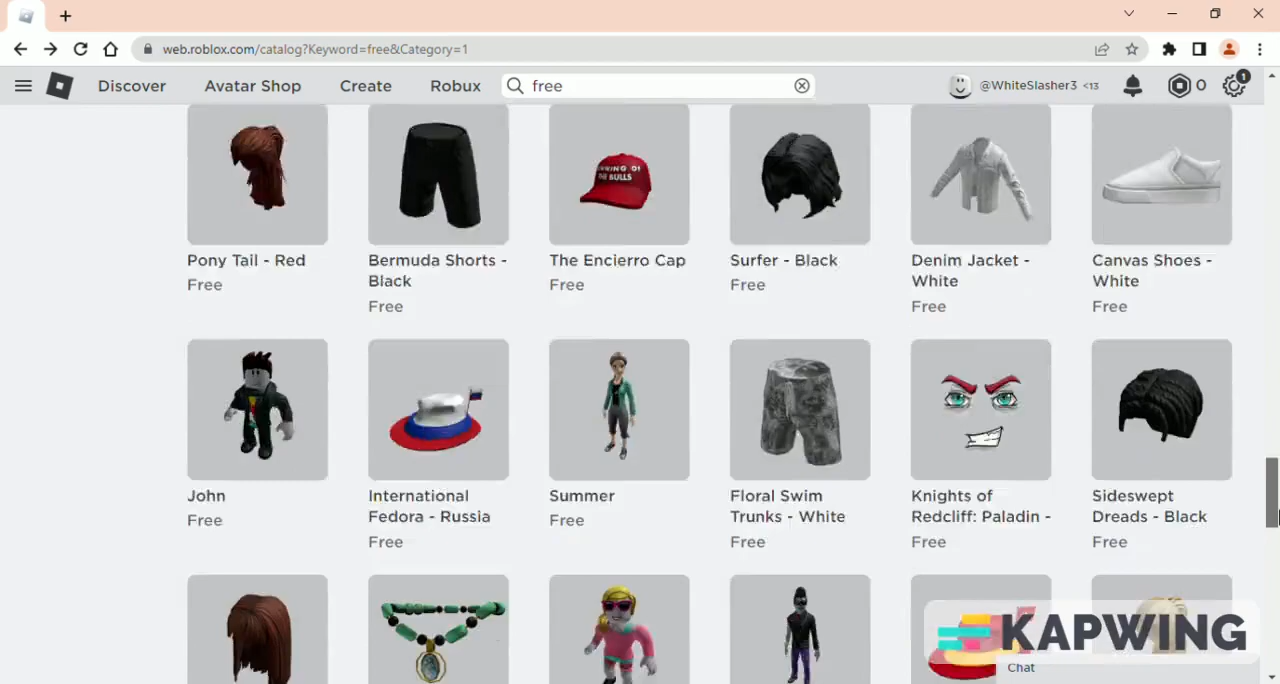 web.roblox.com/catalog?Keyword=free&Category=1
Discover
Avatar Shop
Create
Robux
free
@WhiteSlasher3 <13
0
1
THE BULLS
Pony Tail - Red
Free
Bermuda Shorts -
Black
Free
The Encierro Cap
Free
Surfer - Black
Free
Denim Jacket -
White
Free
Canvas Shoes -
White
Free
John
Free
International
Fedora - Russia
Free
Summer
Free
Floral Swim
Trunks - White
Free
Knights of
Redcliff: Paladin -
Free
Sideswept
Dreads - Black
Free
KAPWING
Chat